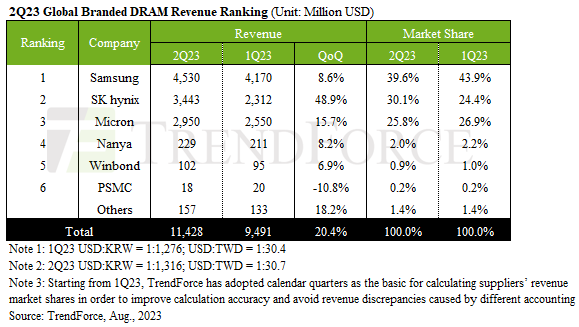 2Q23 Global Branded DRAM Revenue Ranking (Unit: Million USD)
Ranking Company Revenue Market Share
2Q23 1Q23 QoQ 2Q23 1Q23
1 Samsung 4,530 4,170 8.6% 39.6% 43.9%
2 SK hynix 3,443 2,312 48.9% 30.1% 24.4%
3 Micron 2,950 2,550 15.7% 25.8% 26.9%
4 Nanya 229 211 8.2% 2.0% 2.2%
5 Winbond 102 95 6.9% 0.9% 1.0%
6 PSMC 18 20 -10.8% 0.2% 0.2%
Others 157 133 18.2% 1.4% 1.4%
Total 11,428 9,491 20.4% 100.0% 100.0%
Note 1: 1Q23 USD:KRW = 1:1,276; USD:TWD = 1:30.4
Note 2: 2Q23 USD:KRW = 1:1,316; USD:TWD = 1:30.7
Note 3: Starting from 1Q23, TrendForce has adopted calendar quarters as the basic for calculating suppliers' revenue
market shares in order to improve calculation accuracy and avoid revenue discrepancies caused by different accounting
Source: TrendForce, Aug., 2023
TRENDFORCE